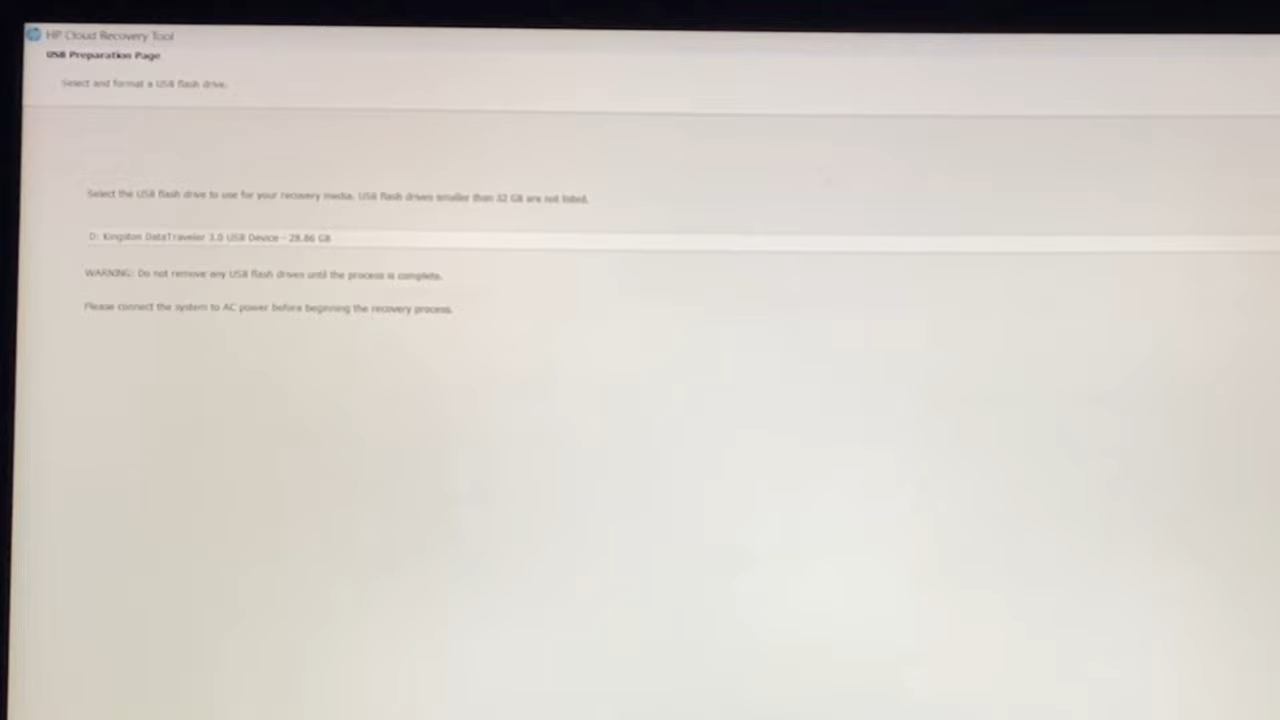 HP Cloud Recovery Tool
USB Preparation Page
Select and format a USB flash drive.
Select the USB flash drive to use for your recovery media. USB flash drives smaller than 32 GB are not listed.
D: Kingston DataTraveler 3.0 USB Device - 28.86 GB
WARNING: Do not remove any USB flash drives until the process is complete.
Please connect the system to AC power before beginning the recovery process.